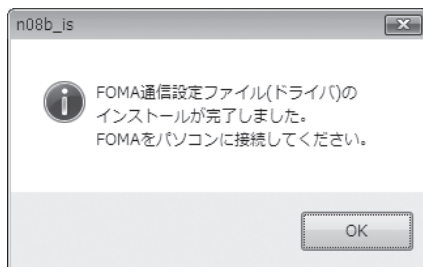 n08b_is
FOMA通信設定ファイル(ドライバ)の
インストールが完了しました。
FOMAをパソコンに接続してください。
OK